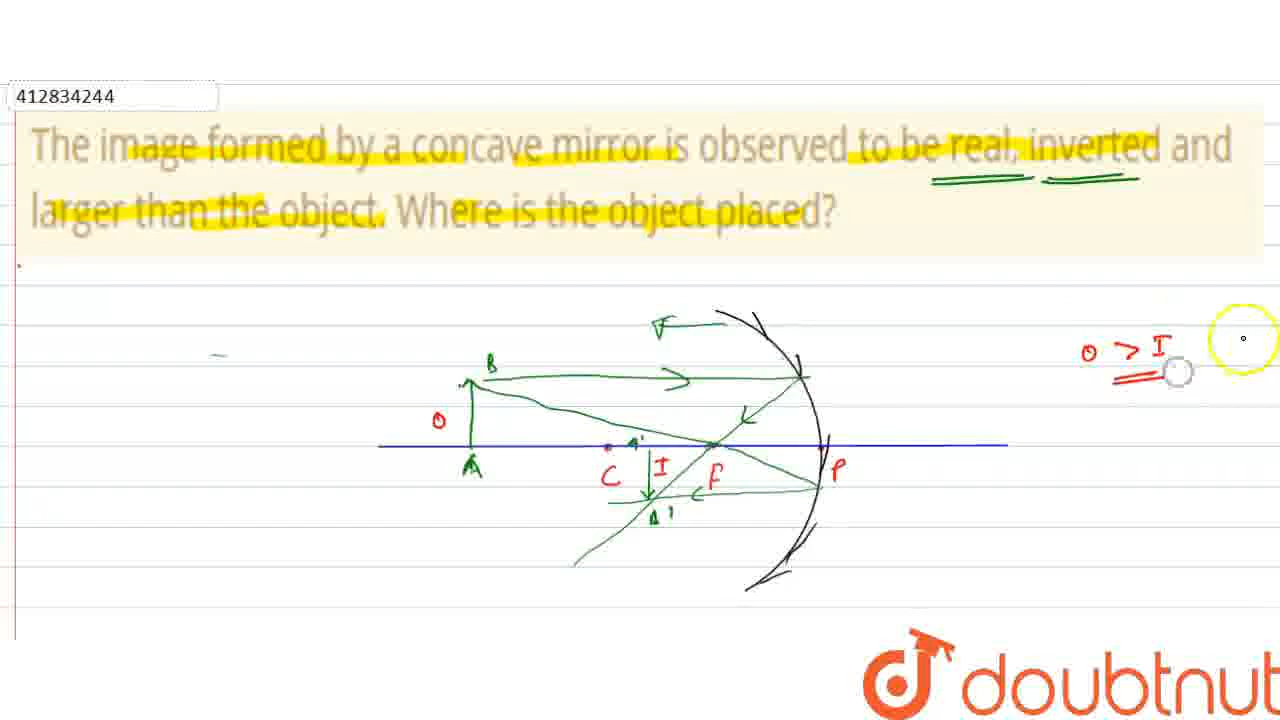 412834244
The image formed by a concave mirror is observed to be real, inverted and
larger than the object. Where is the object placed?
B
O > I
O
A'
A
C
I
F
P
doubtnut